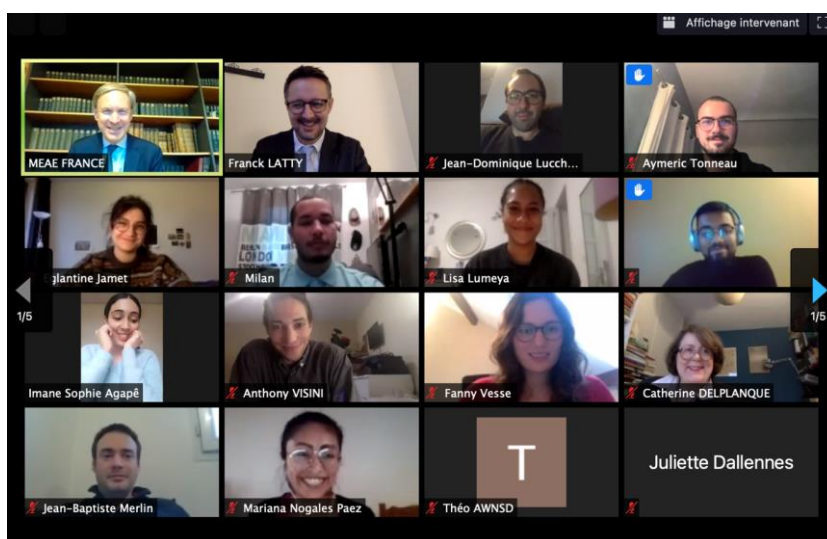 Affichage intervenant
MEAE FRANCE
Franck LATTY
Jean-Dominique Lucch...
Aymeric Tonneau
Eglantine Jamet
Milan
Lisa Lumeya
1/5
1/5
Imane Sophie Agapê
Anthony VISINI
Fanny Vesse
Catherine DELPLANQUE
Jean-Baptiste Merlin
Mariana Nogales Paez
T
Théo AWNSD
Juliette Dallennes